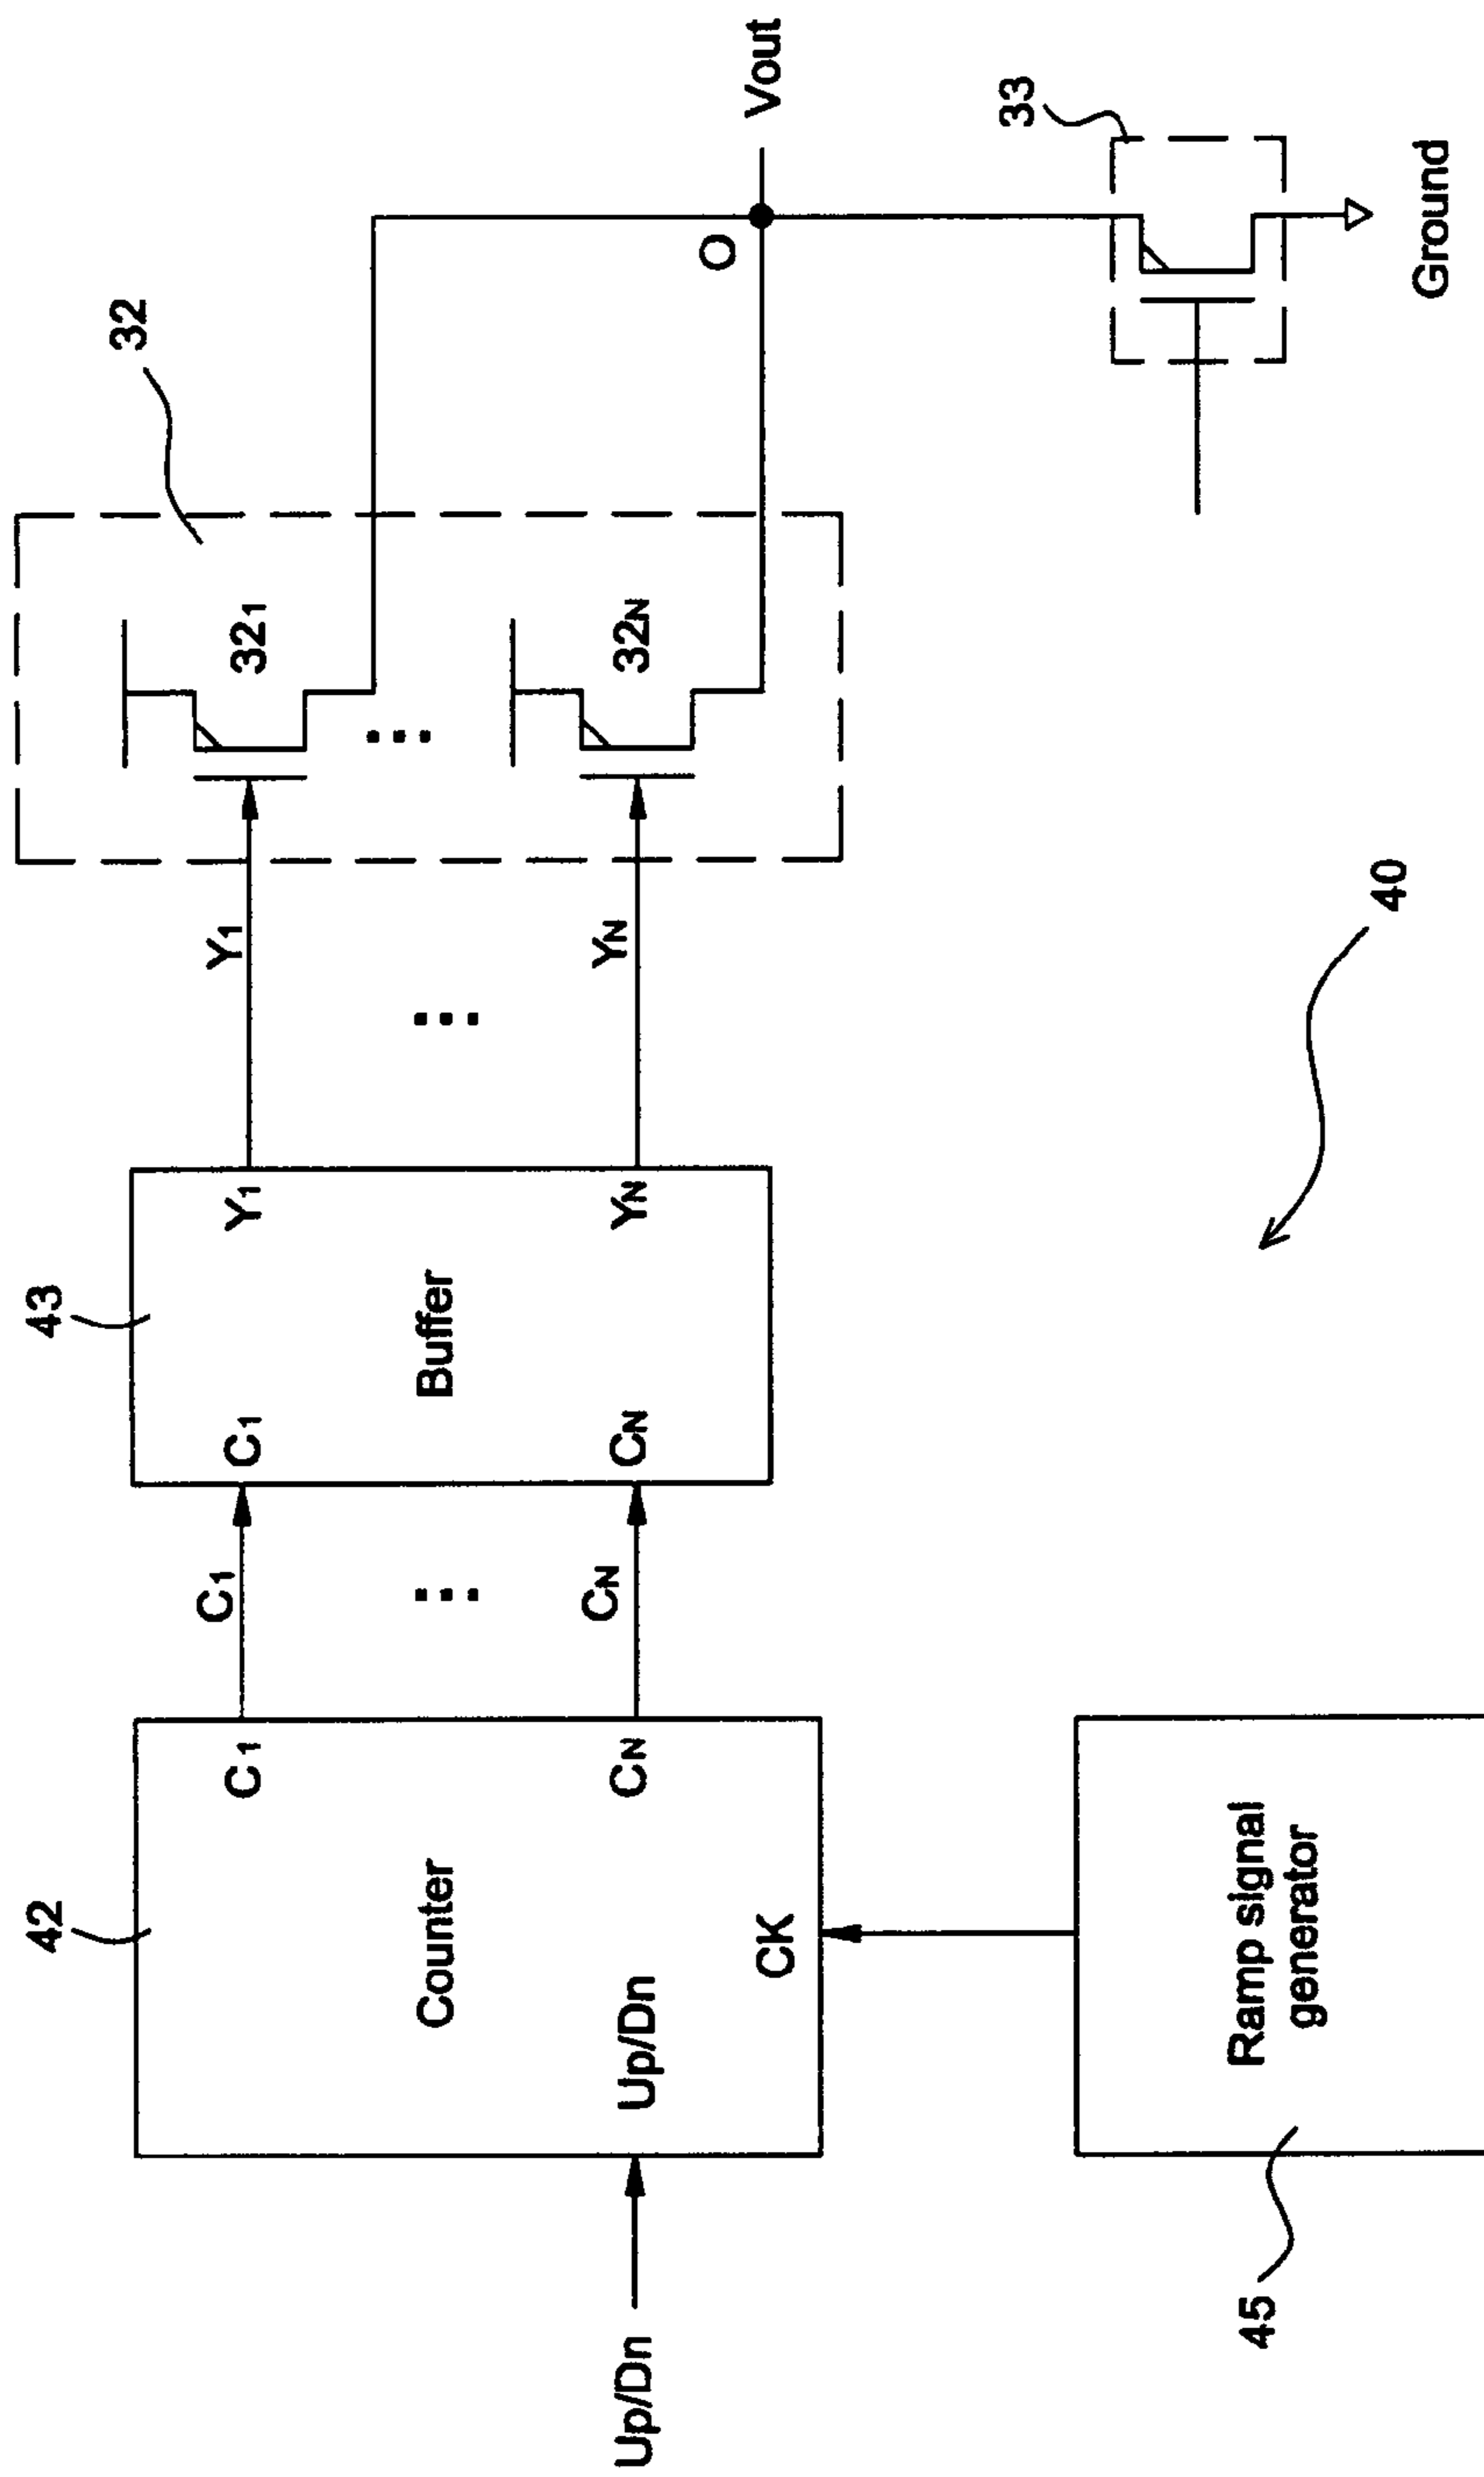 42
Counter
C1
CN
Up/Dn
CK
Up/Dn
C1
CN
43
Buffer
C1
CN
Y1
YN
Y1
YN
32
321
32N
O
Vout
33
Ground
45
Ramp signal
generator
40